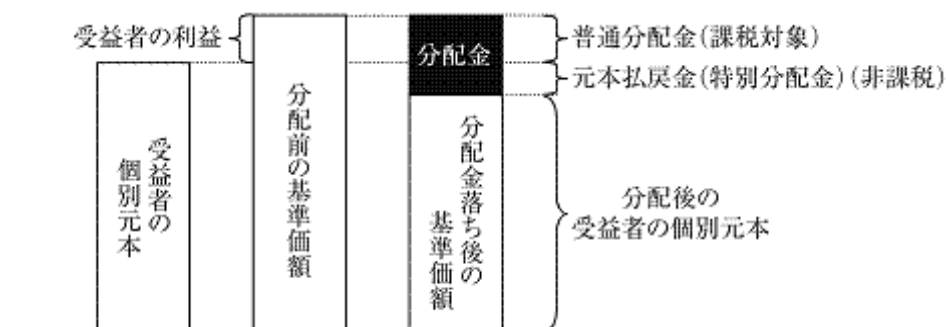 受益者の利益
受益者の
個別元本
分配前の基準価額
分配金
分配金落ち後の
基準価額
普通分配金(課税対象)
元本払戻金(特別分配金)(非課税)
分配後の
受益者の個別元本